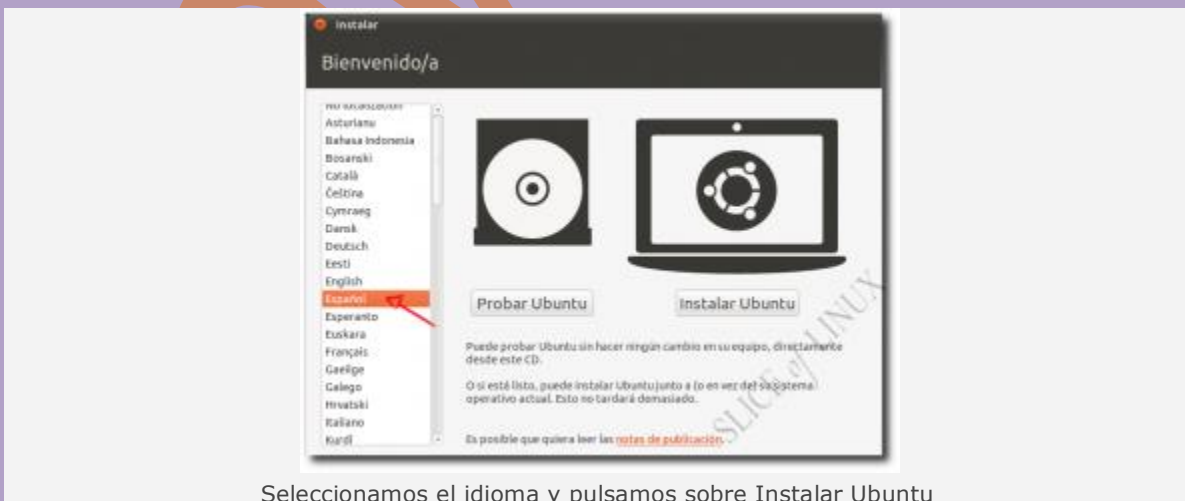 Instalar
Bienvenido/a
No localización
Asturianu
Bahasa Indonesia
Bosanski
Català
Čeština
Cymraeg
Dansk
Deutsch
Eesti
English
Español
Esperanto
Euskara
Français
Gaeilge
Galego
Hrvatski
Italiano
Kurdî
Probar Ubuntu
Instalar Ubuntu
Puede probar Ubuntu sin hacer ningún cambio en su equipo, directamente
desde este CD.
O si está listo, puede instalar Ubuntu junto a (o en vez de) su sistema
operativo actual. Esto no tardará demasiado.
Es posible que quiera leer las notas de publicación.
SLICE of LINUX
Seleccionamos el idioma y pulsamos sobre Instalar Ubuntu